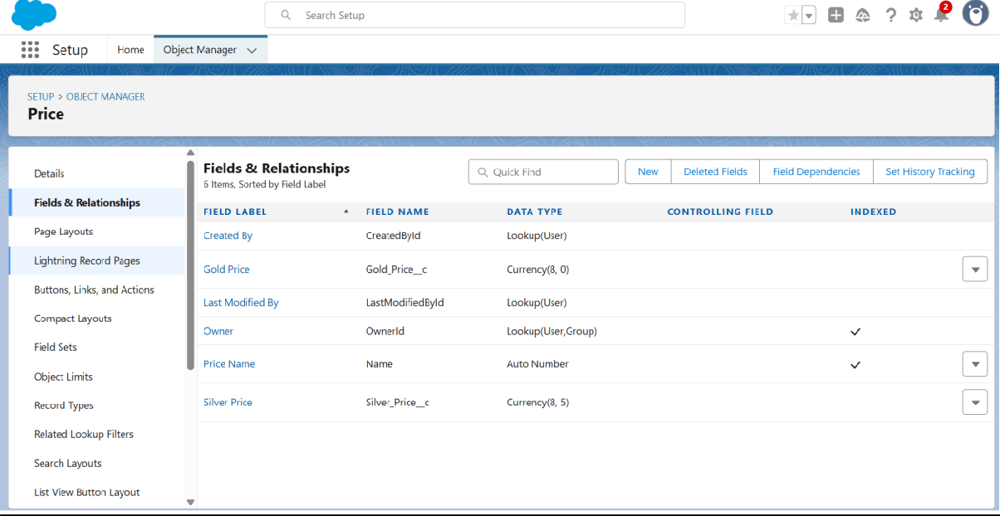 Search Setup
2
Setup
Home
Object Manager
SETUP > OBJECT MANAGER
Price
Details
Fields & Relationships
Page Layouts
Lightning Record Pages
Buttons, Links, and Actions
Compact Layouts
Field Sets
Object Limits
Record Types
Related Lookup Filters
Search Layouts
List View Button Layout
Fields & Relationships
6 Items, Sorted by Field Label
Quick Find
New
Deleted Fields
Field Dependencies
Set History Tracking
FIELD LABEL FIELD NAME DATA TYPE CONTROLLING FIELD INDEXED
Created By CreatedById Lookup(User)
Gold Price Gold_Price__c Currency(8, 0)
Last Modified By LastModifiedById Lookup(User)
Owner OwnerId Lookup(User,Group)
Price Name Name Auto Number
Silver Price Silver_Price__c Currency(8, 5)